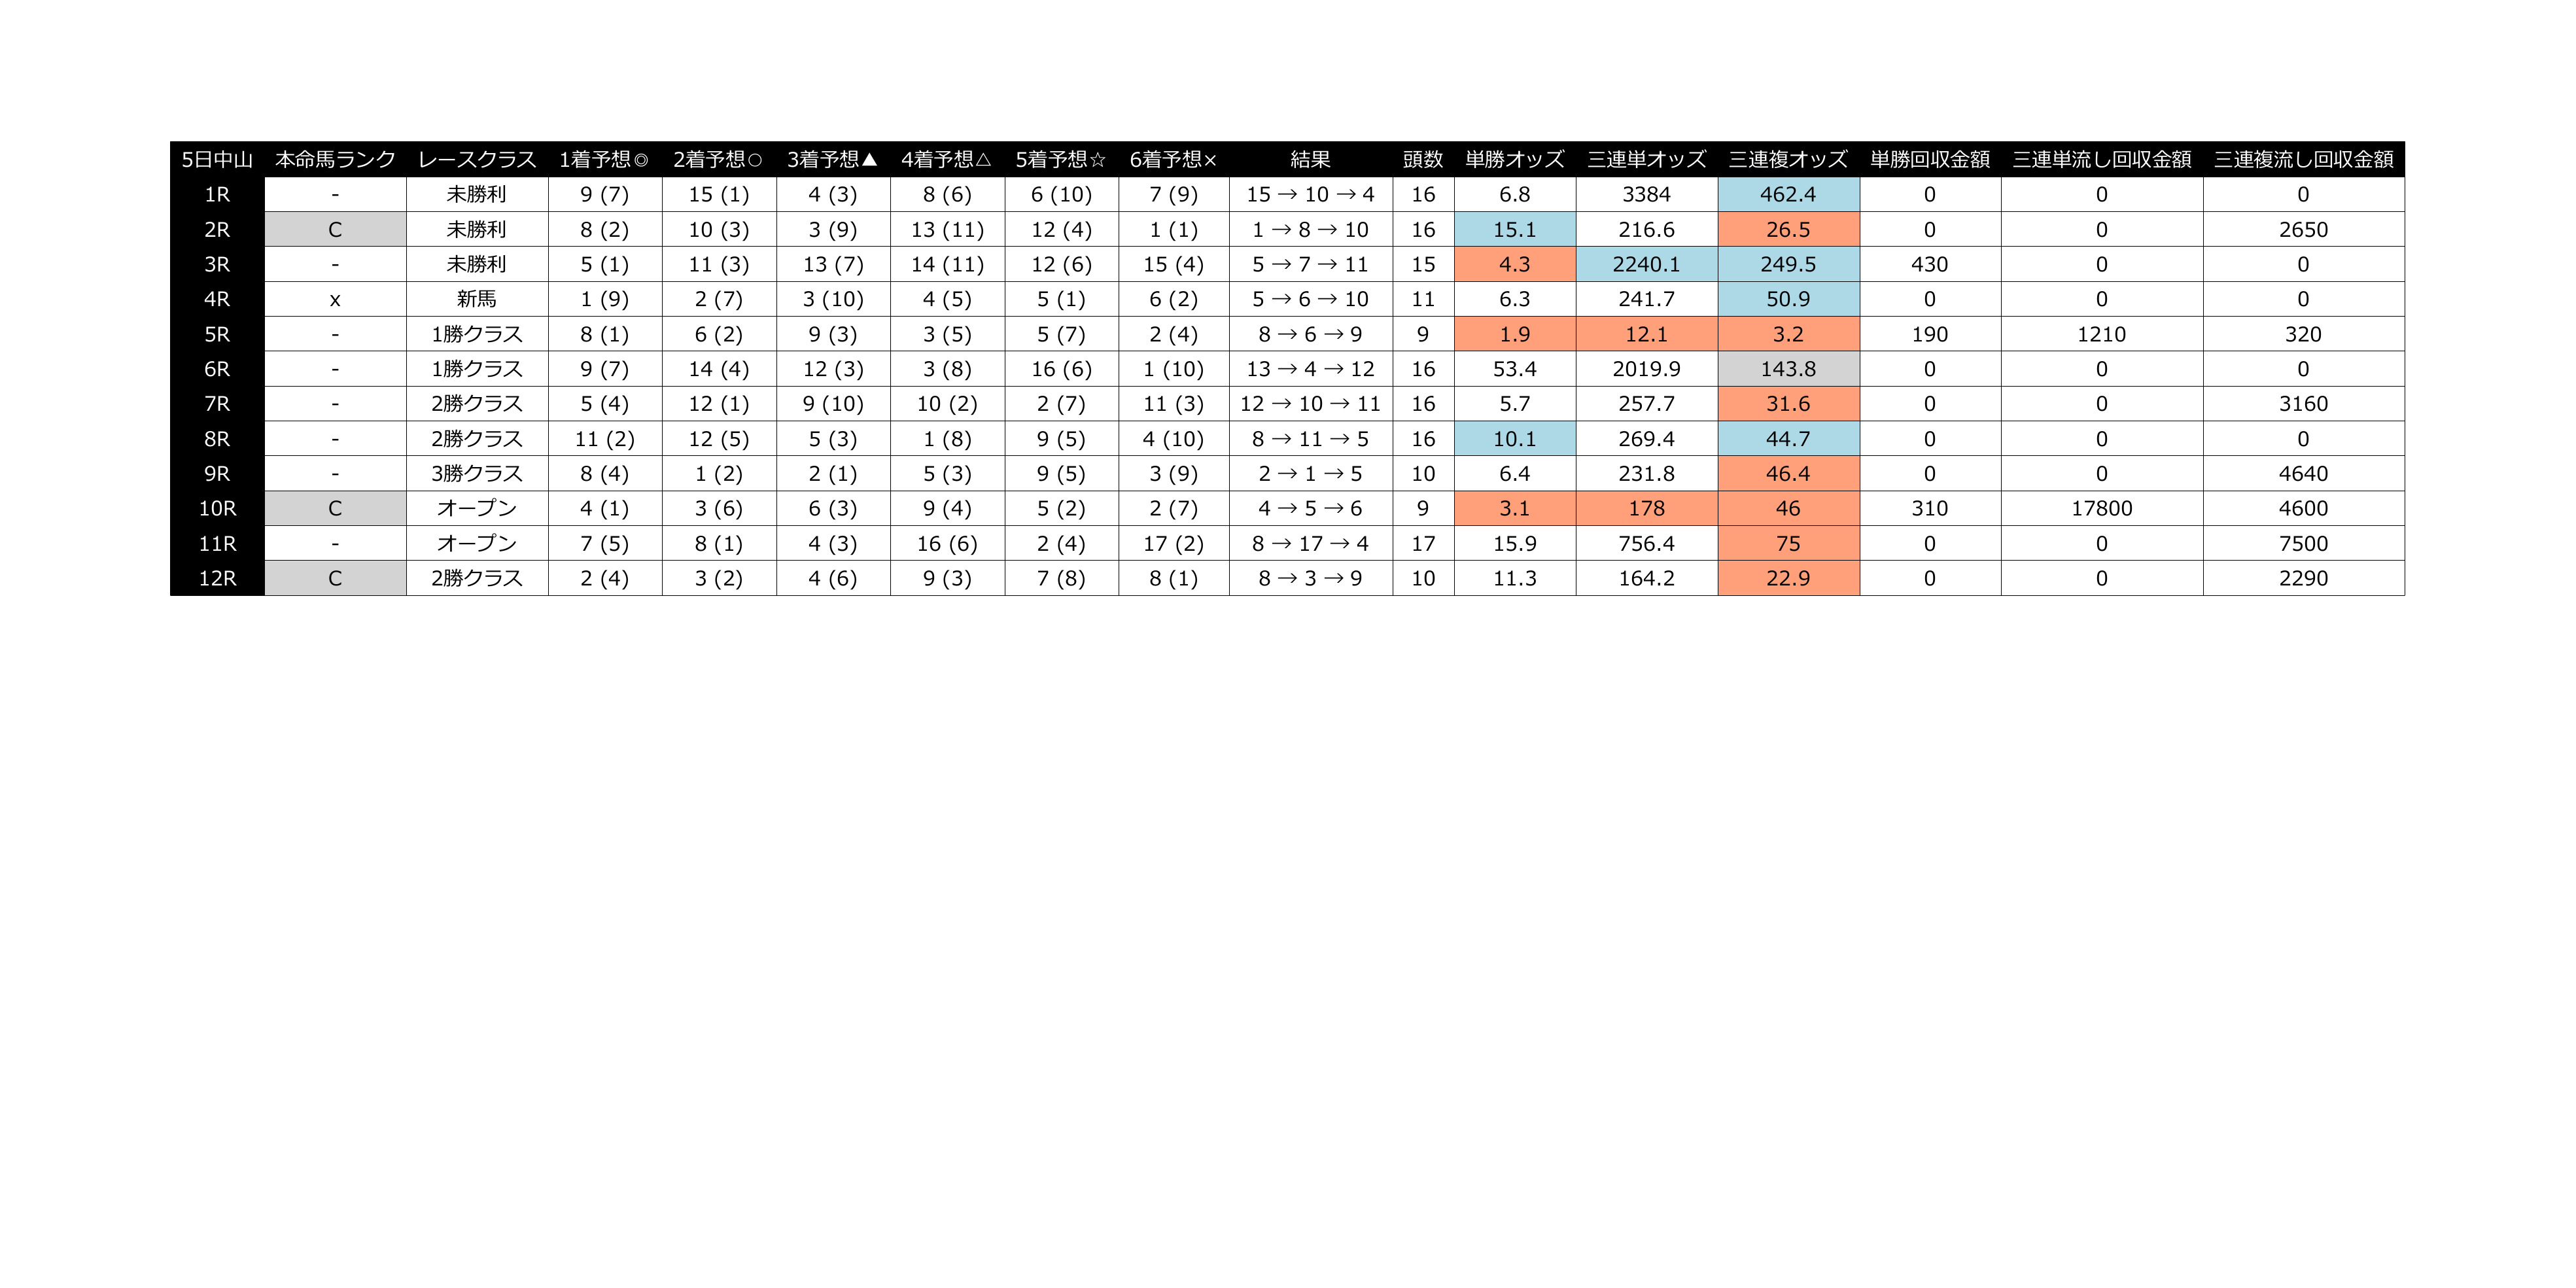 5日中山 本命馬ランク レースクラス 1着予想◎ 2着予想○ 3着予想▲ 4着予想△ 5着予想☆ 6着予想× 結果 頭数 単勝オッズ 三連単オッズ 三連複オッズ 単勝回収金額 三連単流し回収金額 三連複流し回収金額
1R - 未勝利 9 (7) 15 (1) 4 (3) 8 (6) 6 (10) 7 (9) 15 → 10 → 4 16 6.8 3384 462.4 0 0 0
2R C 未勝利 8 (2) 10 (3) 3 (9) 13 (11) 12 (4) 1 (1) 1 → 8 → 10 16 15.1 216.6 26.5 0 0 2650
3R - 未勝利 5 (1) 11 (3) 13 (7) 14 (11) 12 (6) 15 (4) 5 → 7 → 11 15 4.3 2240.1 249.5 430 0 0
4R x 新馬 1 (9) 2 (7) 3 (10) 4 (5) 5 (1) 6 (2) 5 → 6 → 10 11 6.3 241.7 50.9 0 0 0
5R - 1勝クラス 8 (1) 6 (2) 9 (3) 3 (5) 5 (7) 2 (4) 8 → 6 → 9 9 1.9 12.1 3.2 190 1210 320
6R - 1勝クラス 9 (7) 14 (4) 12 (3) 3 (8) 16 (6) 1 (10) 13 → 4 → 12 16 53.4 2019.9 143.8 0 0 0
7R - 2勝クラス 5 (4) 12 (1) 9 (10) 10 (2) 2 (7) 11 (3) 12 → 10 → 11 16 5.7 257.7 31.6 0 0 3160
8R - 2勝クラス 11 (2) 12 (5) 5 (3) 1 (8) 9 (5) 4 (10) 8 → 11 → 5 16 10.1 269.4 44.7 0 0 0
9R - 3勝クラス 8 (4) 1 (2) 2 (1) 5 (3) 9 (5) 3 (9) 2 → 1 → 5 10 6.4 231.8 46.4 0 0 4640
10R C オープン 4 (1) 3 (6) 6 (3) 9 (4) 5 (2) 2 (7) 4 → 5 → 6 9 3.1 178 46 310 17800 4600
11R - オープン 7 (5) 8 (1) 4 (3) 16 (6) 2 (4) 17 (2) 8 → 17 → 4 17 15.9 756.4 75 0 0 7500
12R C 2勝クラス 2 (4) 3 (2) 4 (6) 9 (3) 7 (8) 8 (1) 8 → 3 → 9 10 11.3 164.2 22.9 0 0 2290